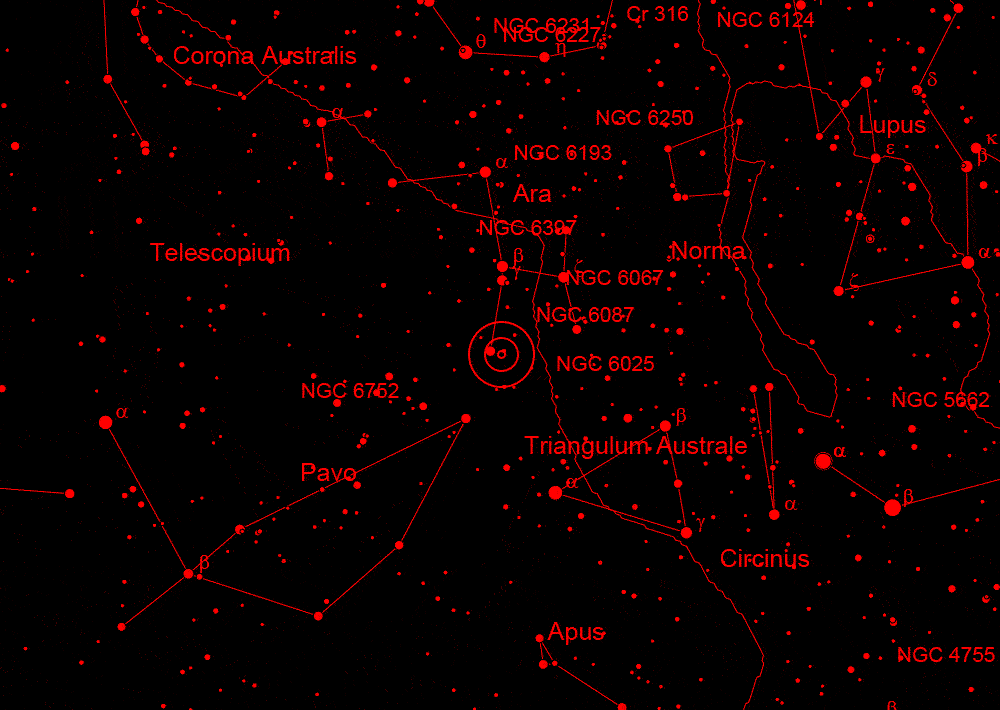 Cr 316
NGC 6231
NGC 6124
NGC 6227
θ
η
Corona Australis
γ
δ
α
NGC 6250
Lupus
κ
ε
β
NGC 6193
α
Ara
NGC 6397
Norma
Telescopium
β
γ
ζ
α
NGC 6067
NGC 6087
NGC 6025
NGC 6752
NGC 5662
α
β
Triangulum Australe
α
Pavo
α
β
α
γ
Circinus
β
Apus
NGC 4755
β